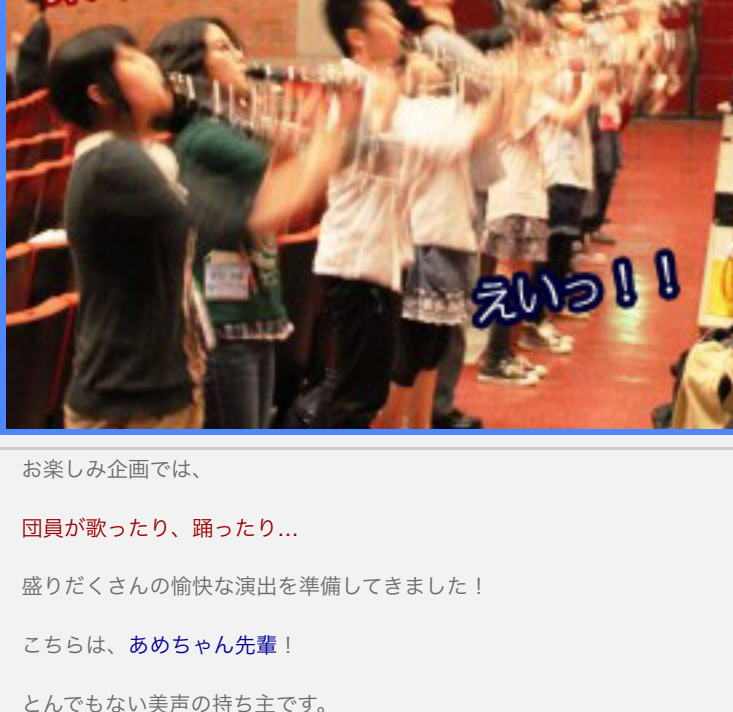 えいっ！！
お楽しみ企画では、
団員が歌ったり、踊ったり…
盛りだくさんの愉快な演出を準備してきました！
こちらは、あめちゃん先輩！
とんでもない美声の持ち主です。